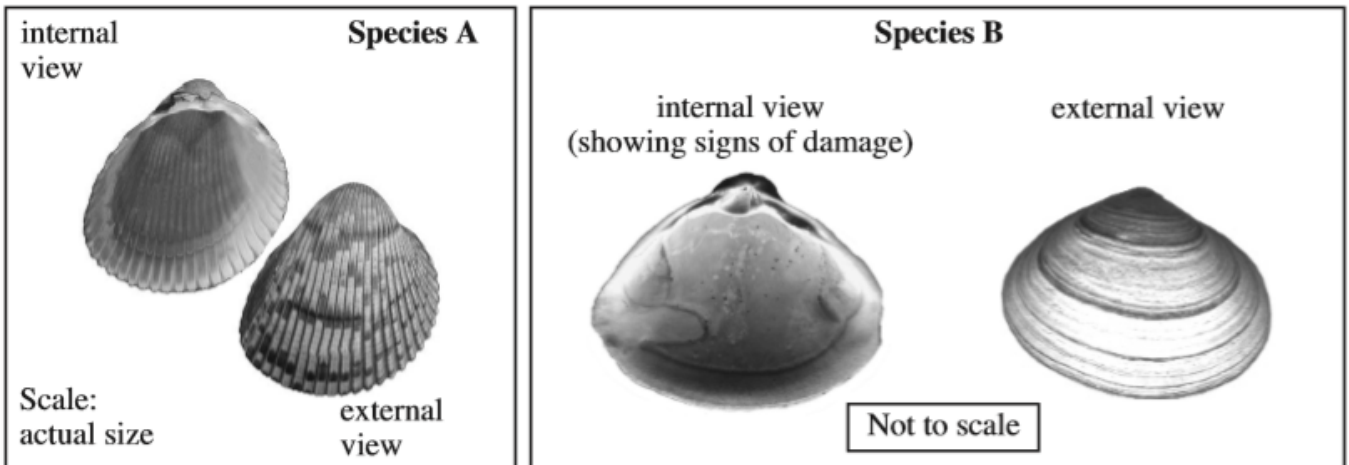 internal
view
Species A
Scale:
actual size
external
view
Species B
internal view
(showing signs of damage)
external view
Not to scale